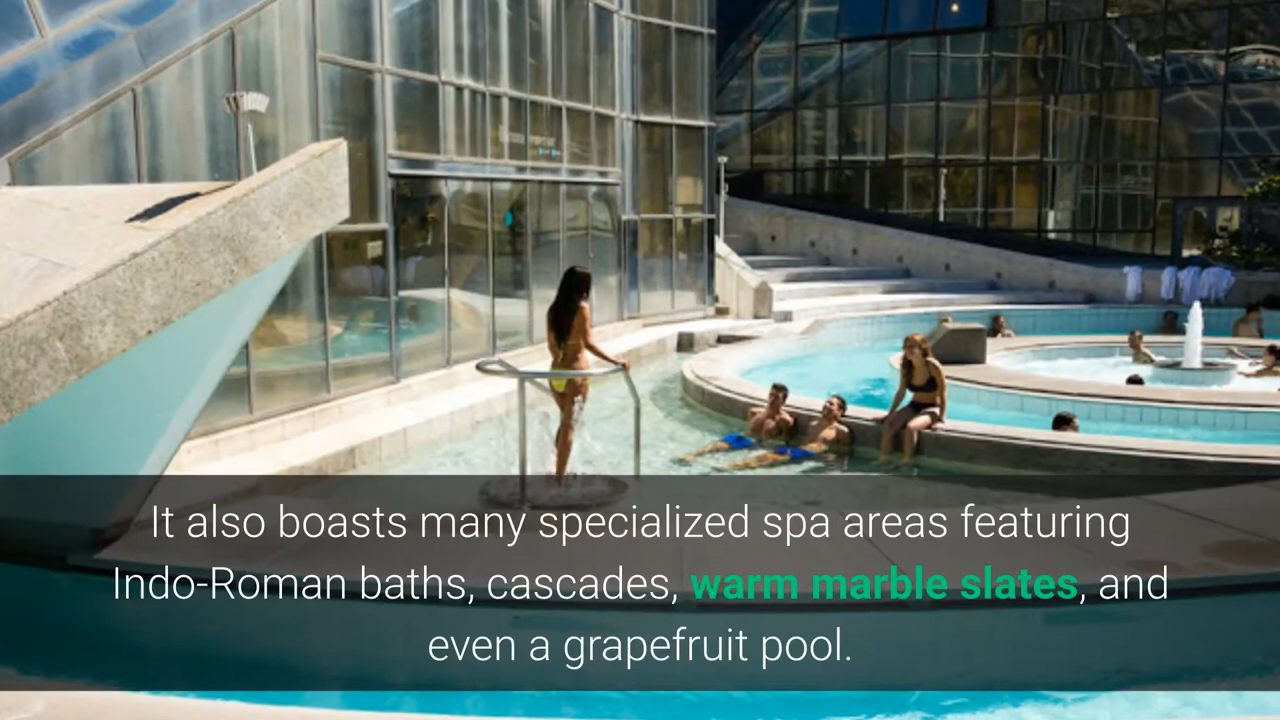 It also boasts many specialized spa areas featuring
Indo-Roman baths, cascades, warm marble slates, and
even a grapefruit pool.